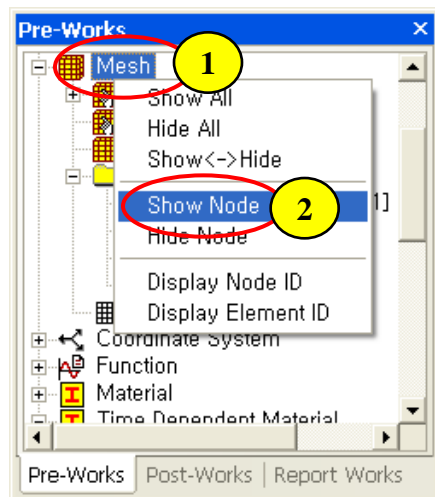 Pre-Works
Mesh 1
Show All
Hide All
Show<->Hide
Show Node 2 1]
Hide Node
Display Node ID
Display Element ID
Coordinate System
Function
Material
Time Dependent Material
Pre-Works Post-Works Report Works